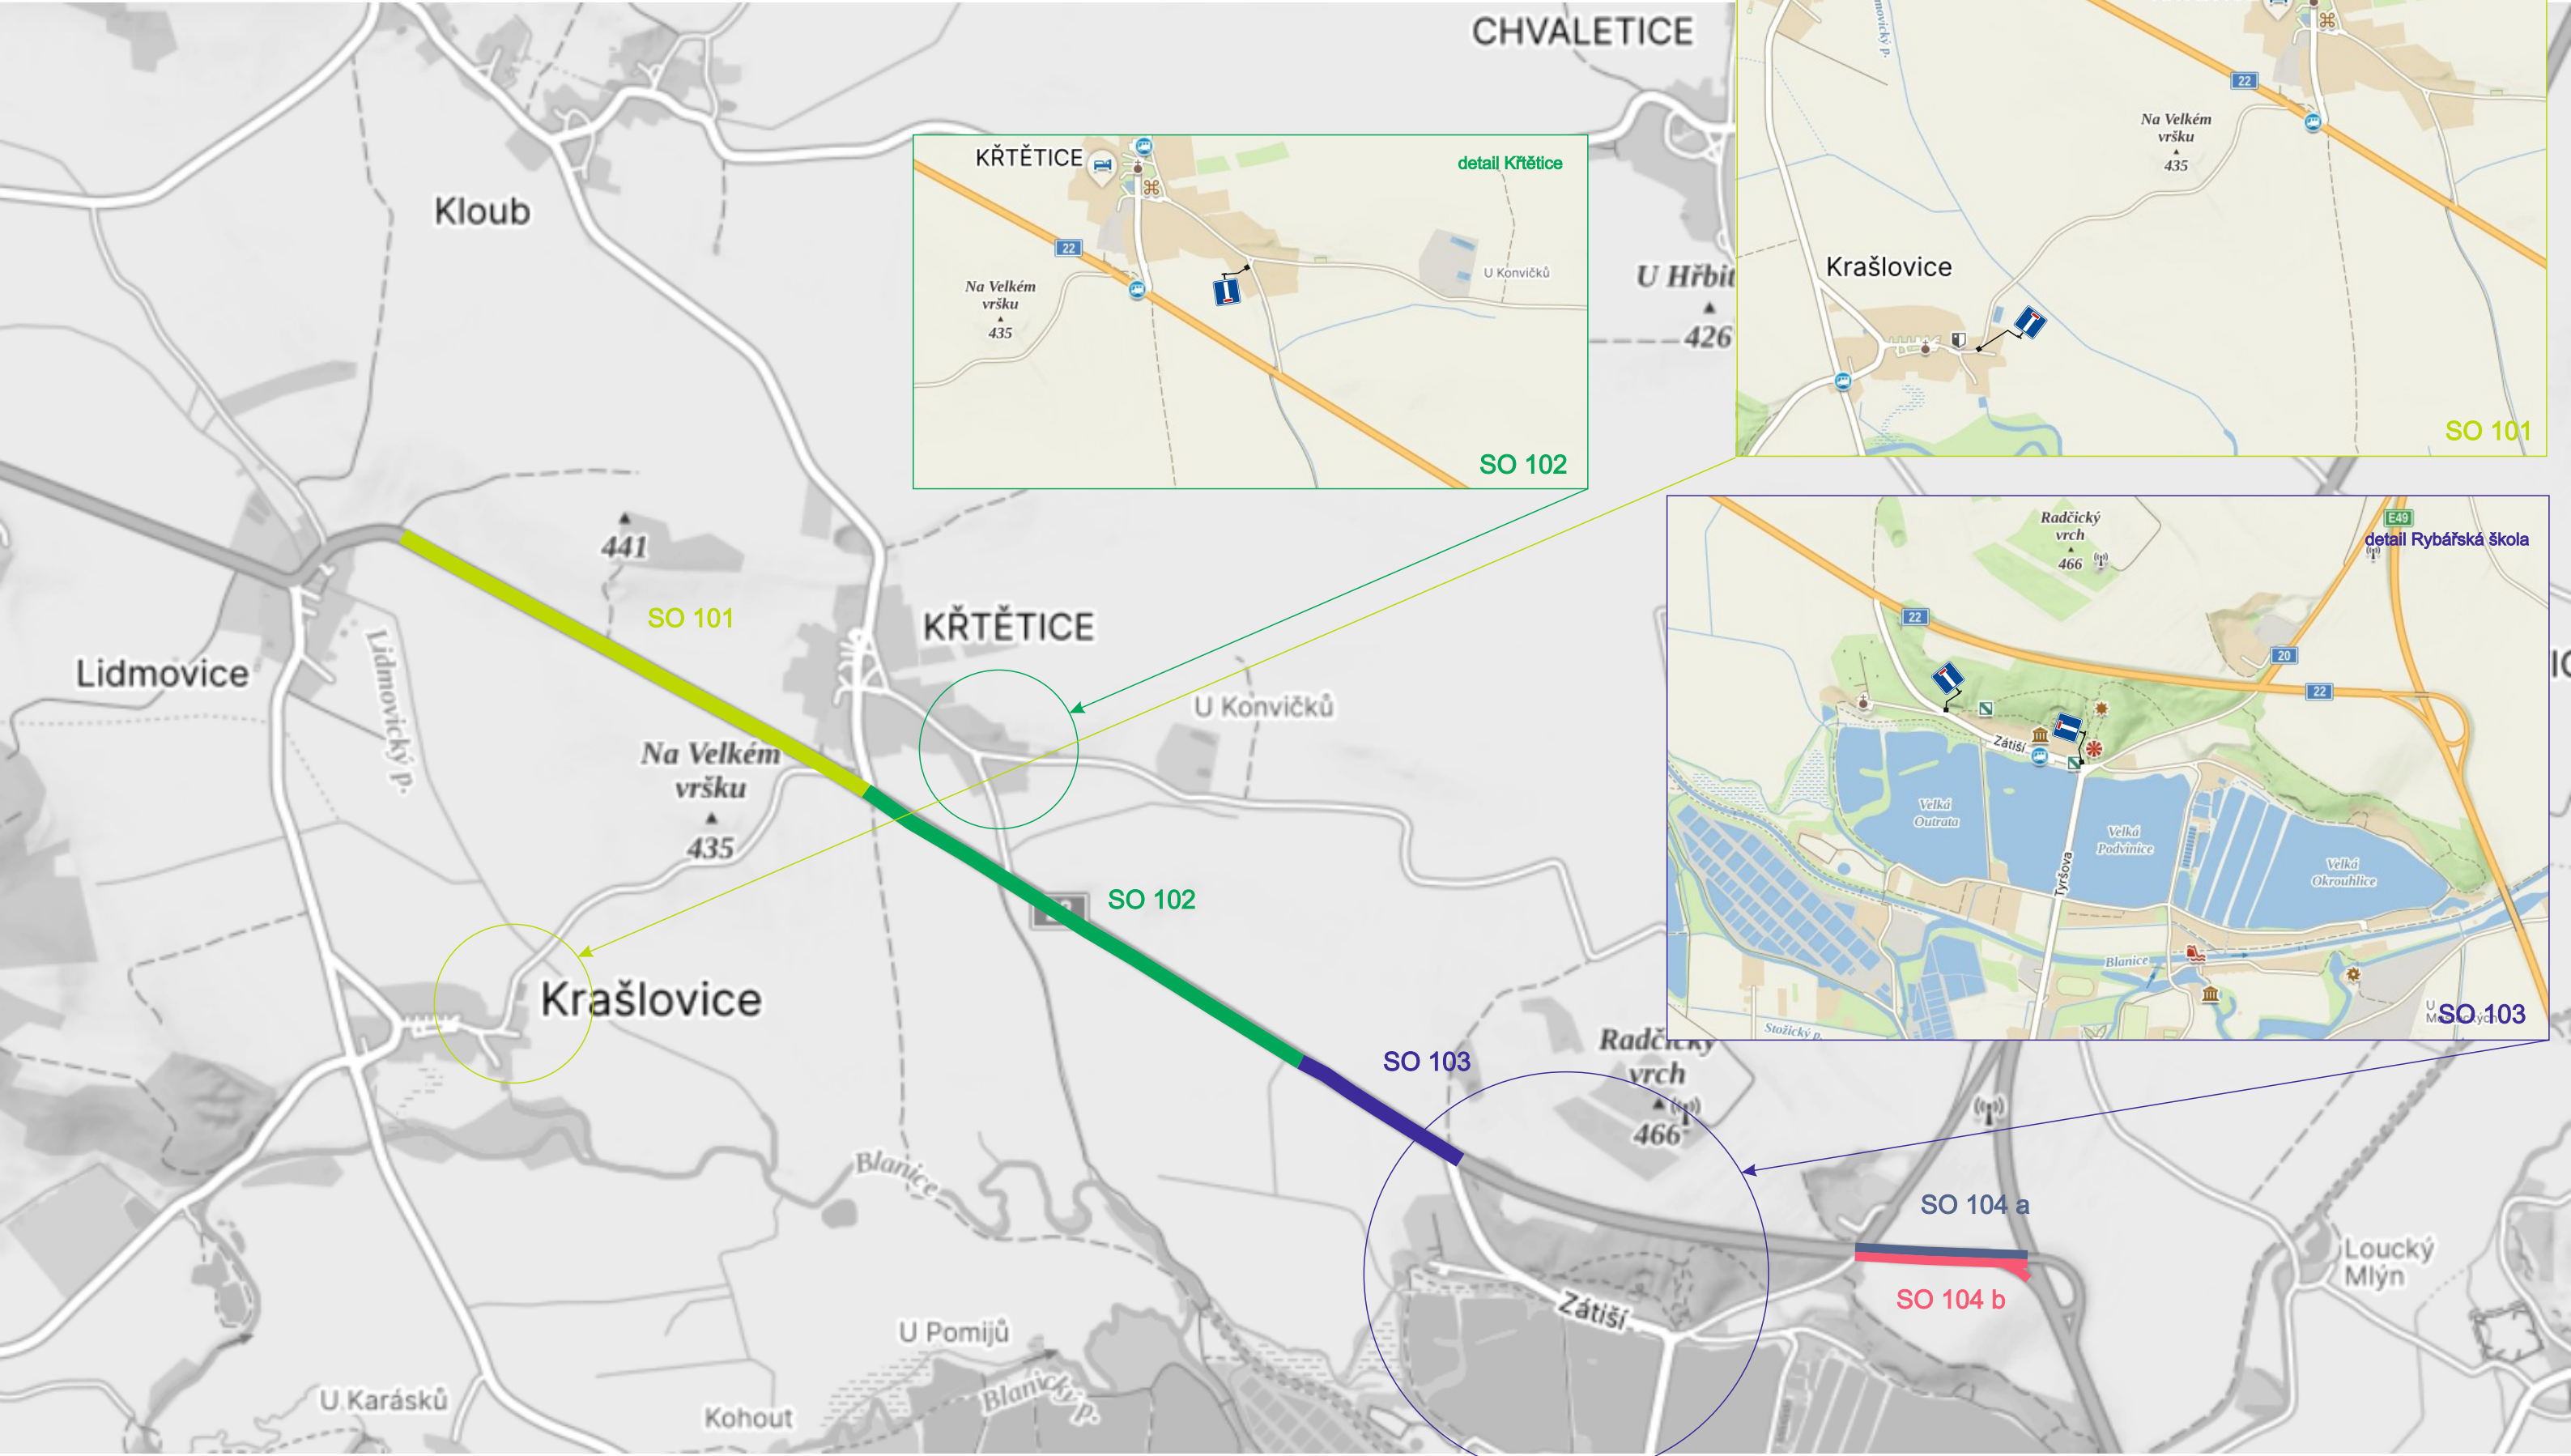 CHVALETICE
Kloub
U Hřbit
426
441
SO 101
KŘTĚTICE
Lidmovice
Lidmovický p.
U Konvičků
Na Velkém
vršku
435
SO 102
Krašlovice
SO 103
Radčický
vrch
466
Blanice
SO 104 a
SO 104 b
Loucký
Mlýn
Zátiší
U Pomijů
Blanický p.
U Karásků
Kohout
KŘTĚTICE
detail Křtětice
22
U Konvičků
Na Velkém
vršku
435
SO 102
movický p.
22
Na Velkém
vršku
435
Krašlovice
SO 101
Radčický
vrch
466
E49
detail Rybářská škola
22
20
22
Zátiší
Velká
Outrata
Velká
Podvinice
Velká
Okrouhlice
Tyršova
Blanice
Stožický p.
U
SO 103